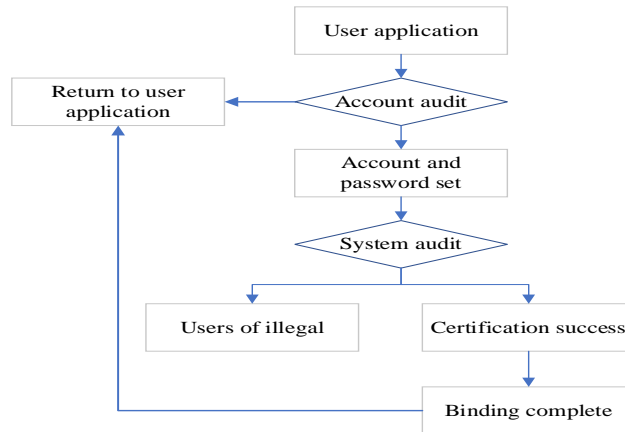 User application
Return to user
application
Account audit
Account and
password set
System audit
Users of illegal
Certification success
Binding complete